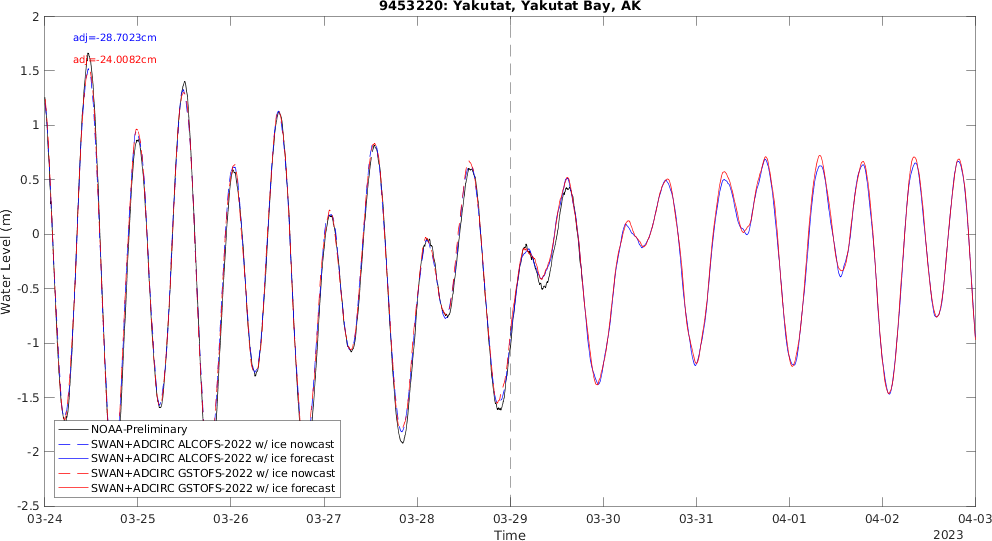 9453220: Yakutat, Yakutat Bay, AK
adj=-28.7023cm
adj=-24.0082cm
Water Level (m)
2
1.5
1
0.5
0
-0.5
-1
-1.5
-2
-2.5
NOAA-Preliminary
SWAN+ADCIRC ALCOFS-2022 w/ ice nowcast
SWAN+ADCIRC ALCOFS-2022 w/ ice forecast
SWAN+ADCIRC GSTOFS-2022 w/ ice nowcast
SWAN+ADCIRC GSTOFS-2022 w/ ice forecast
03-24 03-25 03-26 03-27 03-28 03-29 03-30 03-31 04-01 04-02 04-03
Time
2023